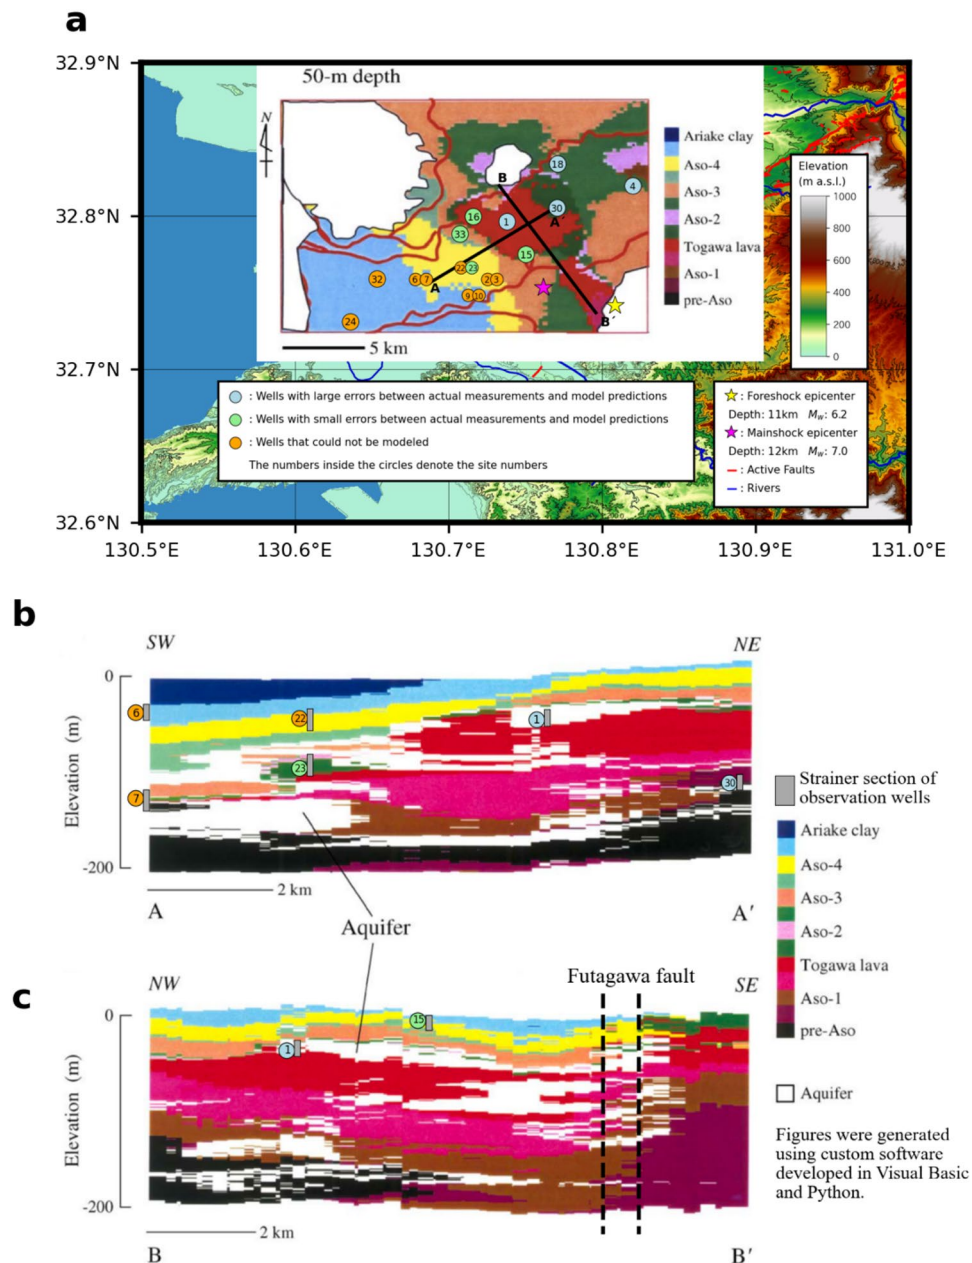 a
32.9°N
32.8°N
32.7°N
32.6°N
130.5°E
130.6°E
130.7°E
130.8°E
130.9°E
131.0°E
50-m depth
N
18
4
B
30
A´
1
16
33
15
22
23
6
7
A
2
3
9
10
32
24
B´
5 km
Ariake clay
Aso-4
Aso-3
Aso-2
Togawa lava
Aso-1
pre-Aso
Elevation
(m a.s.l.)
1000
800
600
400
200
0
: Wells with large errors between actual measurements and model predictions
: Wells with small errors between actual measurements and model predictions
: Wells that could not be modeled
The numbers inside the circles denote the site numbers
: Foreshock epicenter
Depth: 11km Mw: 6.2
: Mainshock epicenter
Depth: 12km Mw: 7.0
: Active Faults
: Rivers
b
SW
NE
0
-200
Elevation (m)
6
7
22
23
1
30
2 km
A
A′
Aquifer
Strainer section of
observation wells
Ariake clay
Aso-4
Aso-3
Aso-2
Togawa lava
Aso-1
pre-Aso
Aquifer
Figures were generated
using custom software
developed in Visual Basic
and Python.
c
NW
SE
Futagawa fault
0
-200
Elevation (m)
1
15
2 km
B
B′